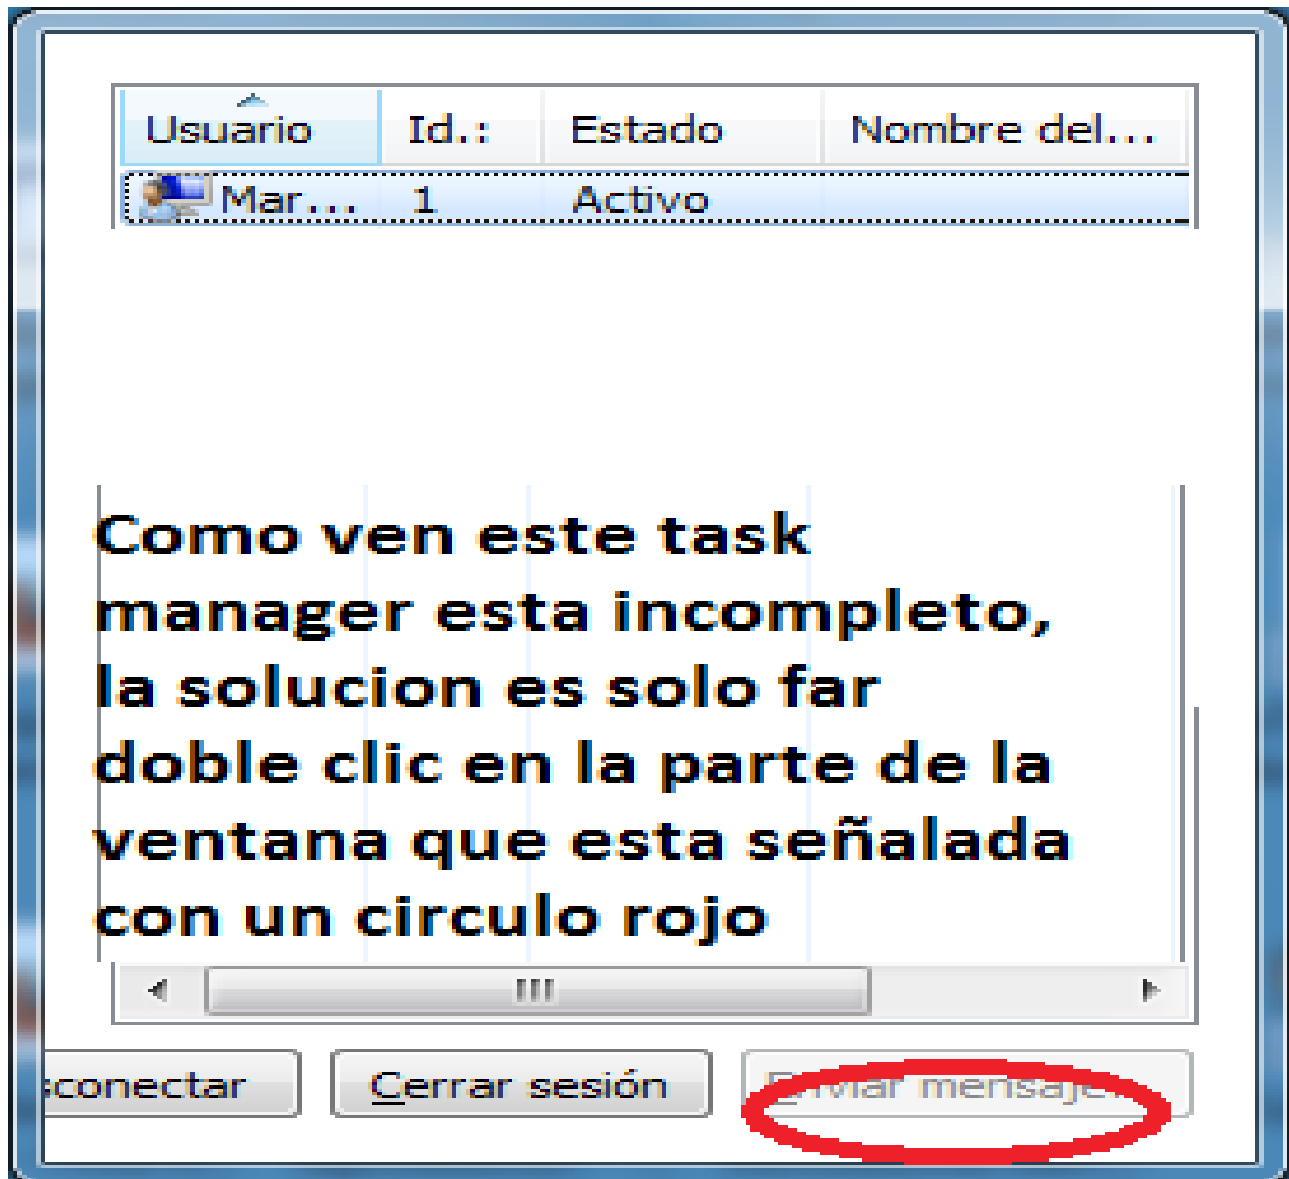 Usuario Id.: Estado Nombre del...
Mar... 1 Activo
Como ven este task
manager esta incompleto,
la solucion es solo far
doble clic en la parte de la
ventana que esta señalada
con un circulo rojo
sconectar Cerrar sesión Enviar mensaje...